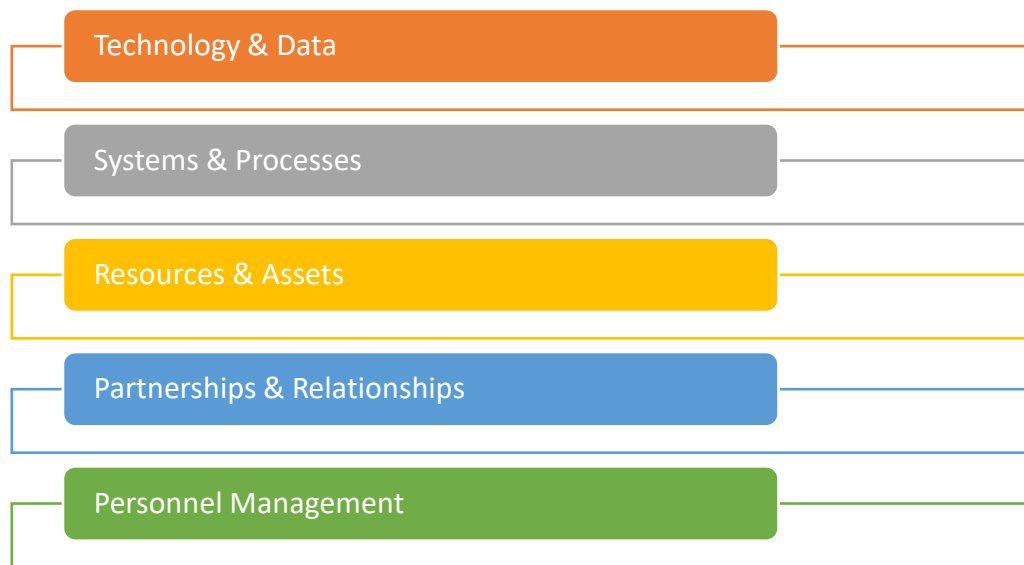 Technology & Data
Systems & Processes
Resources & Assets
Partnerships & Relationships
Personnel Management